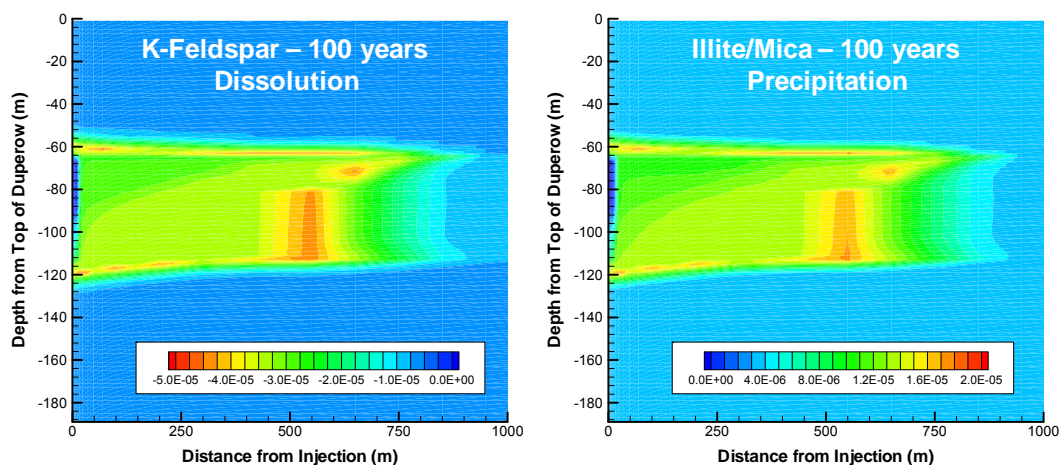 K-Feldspar – 100 years
Dissolution
Depth from Top of Duperow (m)
0
-20
-40
-60
-80
-100
-120
-140
-160
-180
-5.0E-05 -4.0E-05 -3.0E-05 -2.0E-05 -1.0E-05 0.0E+00
0 250 500 750 1000
Distance from Injection (m)
Illite/Mica – 100 years
Precipitation
Depth from Top of Duperow (m)
0
-20
-40
-60
-80
-100
-120
-140
-160
-180
0.0E+00 4.0E-06 8.0E-06 1.2E-05 1.6E-05 2.0E-05
0 250 500 750 1000
Distance from Injection (m)